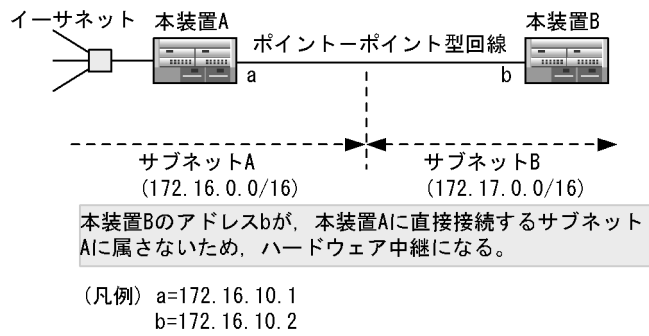 イーサネット 本装置A 本装置B
ポイントーポイント型回線
a b
サブネットA サブネットB
(172.16.0.0/16) (172.17.0.0/16)
本装置Bのアドレスbが，本装置Aに直接接続するサブネット
Aに属さないため，ハードウェア中継になる。
(凡例) a=172.16.10.1
b=172.16.10.2